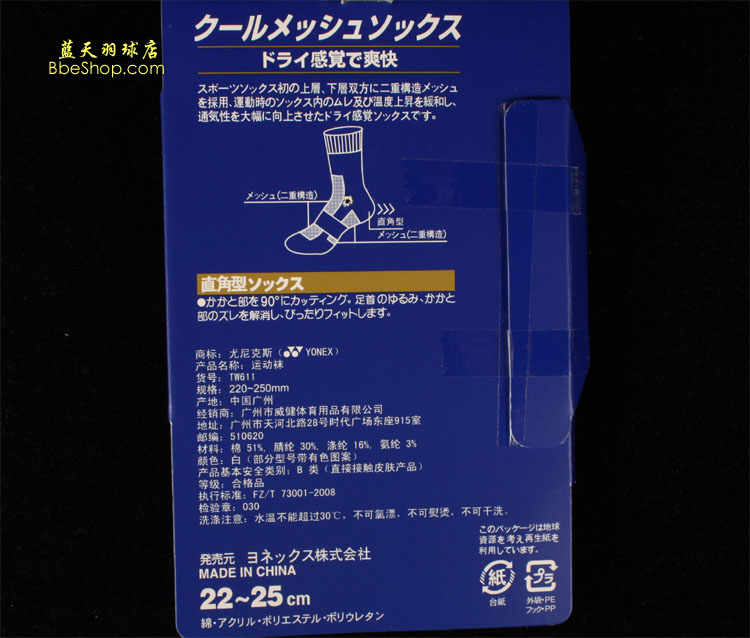 クールメッシュソックス
ドライ感覚で爽快
蓝天羽球店
BbeShop.com
スポーツソックス初の上層、下層双方に二重構造メッシュ
を採用、運動時のソックス内のムレ及び温度上昇を緩和し、
通気性を大幅に向上させたドライ感覚ソックスです。
メッシュ(二重構造)
直角型
メッシュ(二重構造)
直角型ソックス
●かかと部を90°にカッティング。足首のゆるみ、かかと
部のズレを解消し、ぴったりフィットします。
商标：尤尼克斯（YONEX）
产品名称：运动袜
货号：TW611
规格：220~250mm
产地：中国广州
经销商：广州市威健体育用品有限公司
地址：广州市天河北路28号时代广场东座915室
邮编：510620
材料：棉 51%, 腈纶 30%, 涤纶 16%, 氨纶 3%
颜色：白（部分型号带有色图案）
产品基本安全类别：B 类（直接接触皮肤产品）
等级：合格品
执行标准：FZ/T 73001-2008
检验章：030
洗涤注意：水温不能超过30℃，不可氯漂，不可熨烫，不可干洗。
発売元 ヨネックス株式会社
MADE IN CHINA
22~25cm
綿・アクリル・ポリエステル・ポリウレタン
このパッケージは地球
資源を考え再生紙を
利用しています。
紙
台紙
プラ
外袋・PE
フック・PP